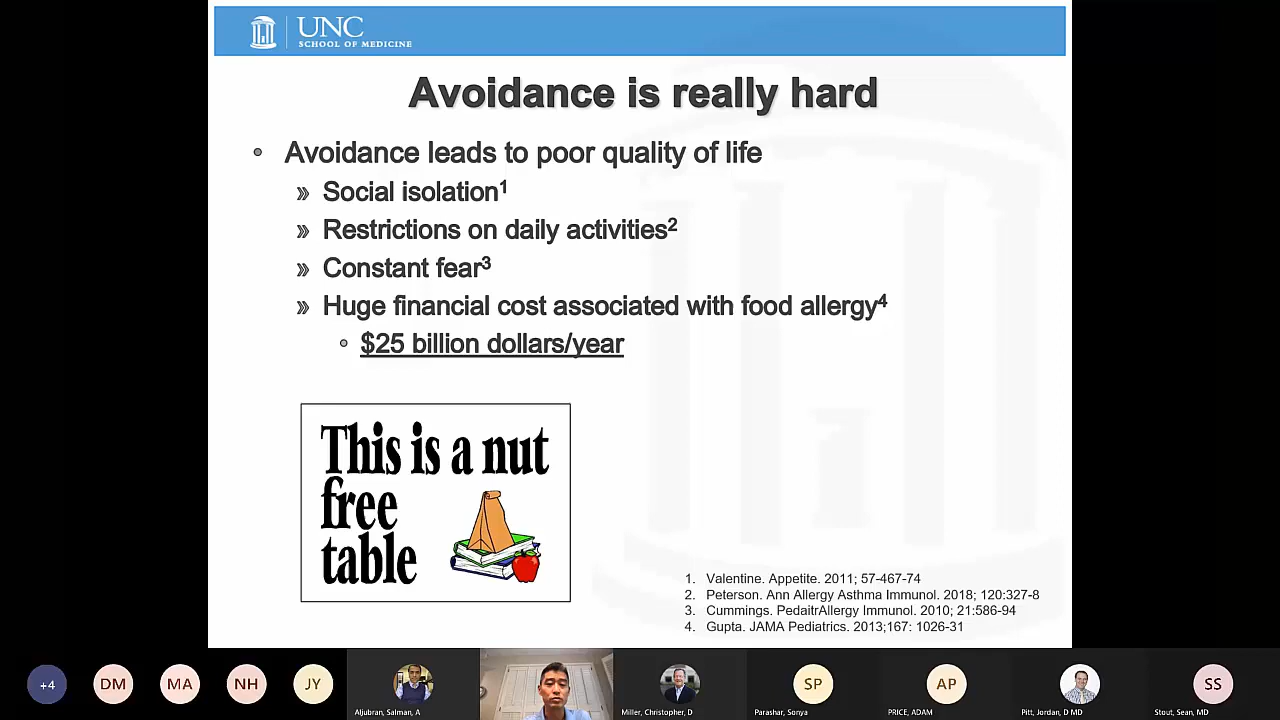 UNC
SCHOOL OF MEDICINE
Avoidance is really hard
• Avoidance leads to poor quality of life
» Social isolation1
» Restrictions on daily activities2
» Constant fear3
» Huge financial cost associated with food allergy4
• $25 billion dollars/year
This is a nut
free
table
1. Valentine. Appetite. 2011; 57-467-74
2. Peterson. Ann Allergy Asthma Immunol. 2018; 120:327-8
3. Cummings. PedaitrAllergy Immunol. 2010; 21:586-94
4. Gupta. JAMA Pediatrics. 2013;167: 1026-31
+4 DM MA NH JY SP AP SS
Aljubran, Salman, A Miller, Christopher, D Parashar, Sonya PRICE, ADAM Pitt, Jordan, D MD Stout, Sean, MD